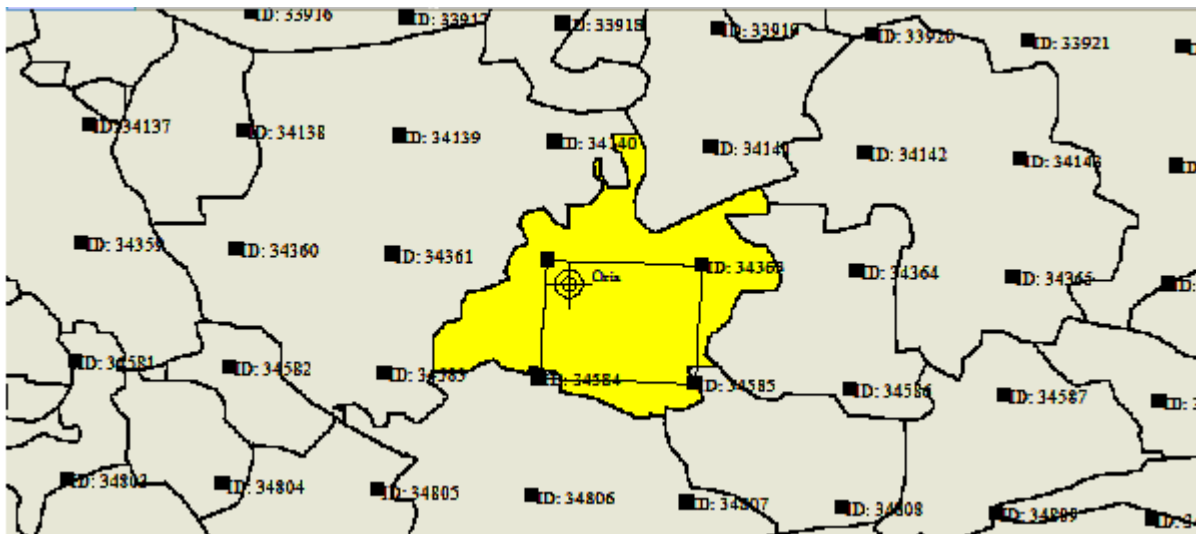 ID: 33916
ID: 33917
ID: 33918
ID: 33919
ID: 33920
ID: 33921
ID: 34137
ID: 34138
ID: 34139
ID: 34140
ID: 34141
ID: 34142
ID: 34143
ID: 34359
ID: 34360
ID: 34361
ID: 34363
ID: 34364
ID: 34365
ID: 34581
ID: 34582
ID: 34583
ID: 34584
ID: 34585
ID: 34586
ID: 34587
ID: 34803
ID: 34804
ID: 34805
ID: 34806
ID: 34807
ID: 34808
ID: 34809